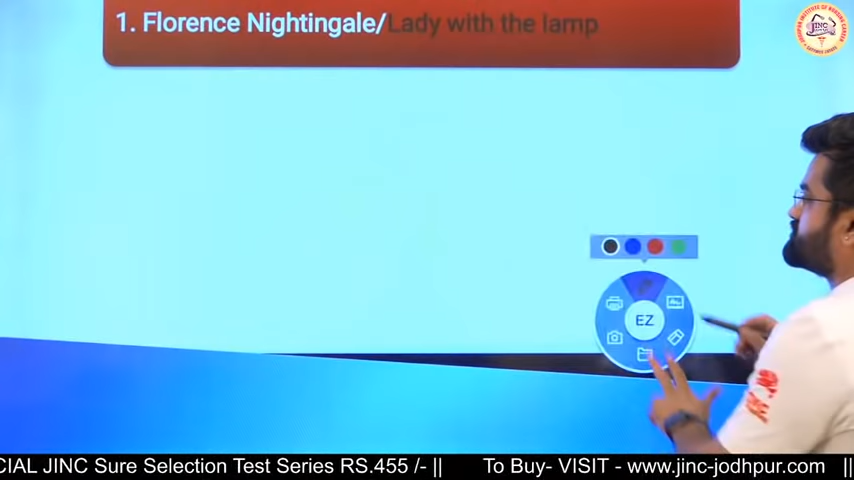 1. Florence Nightingale/Lady with the lamp
JINC
EZ
CIAL JINC Sure Selection Test Series RS.455 /- || To Buy- VISIT - www.jinc-jodhpur.com ||